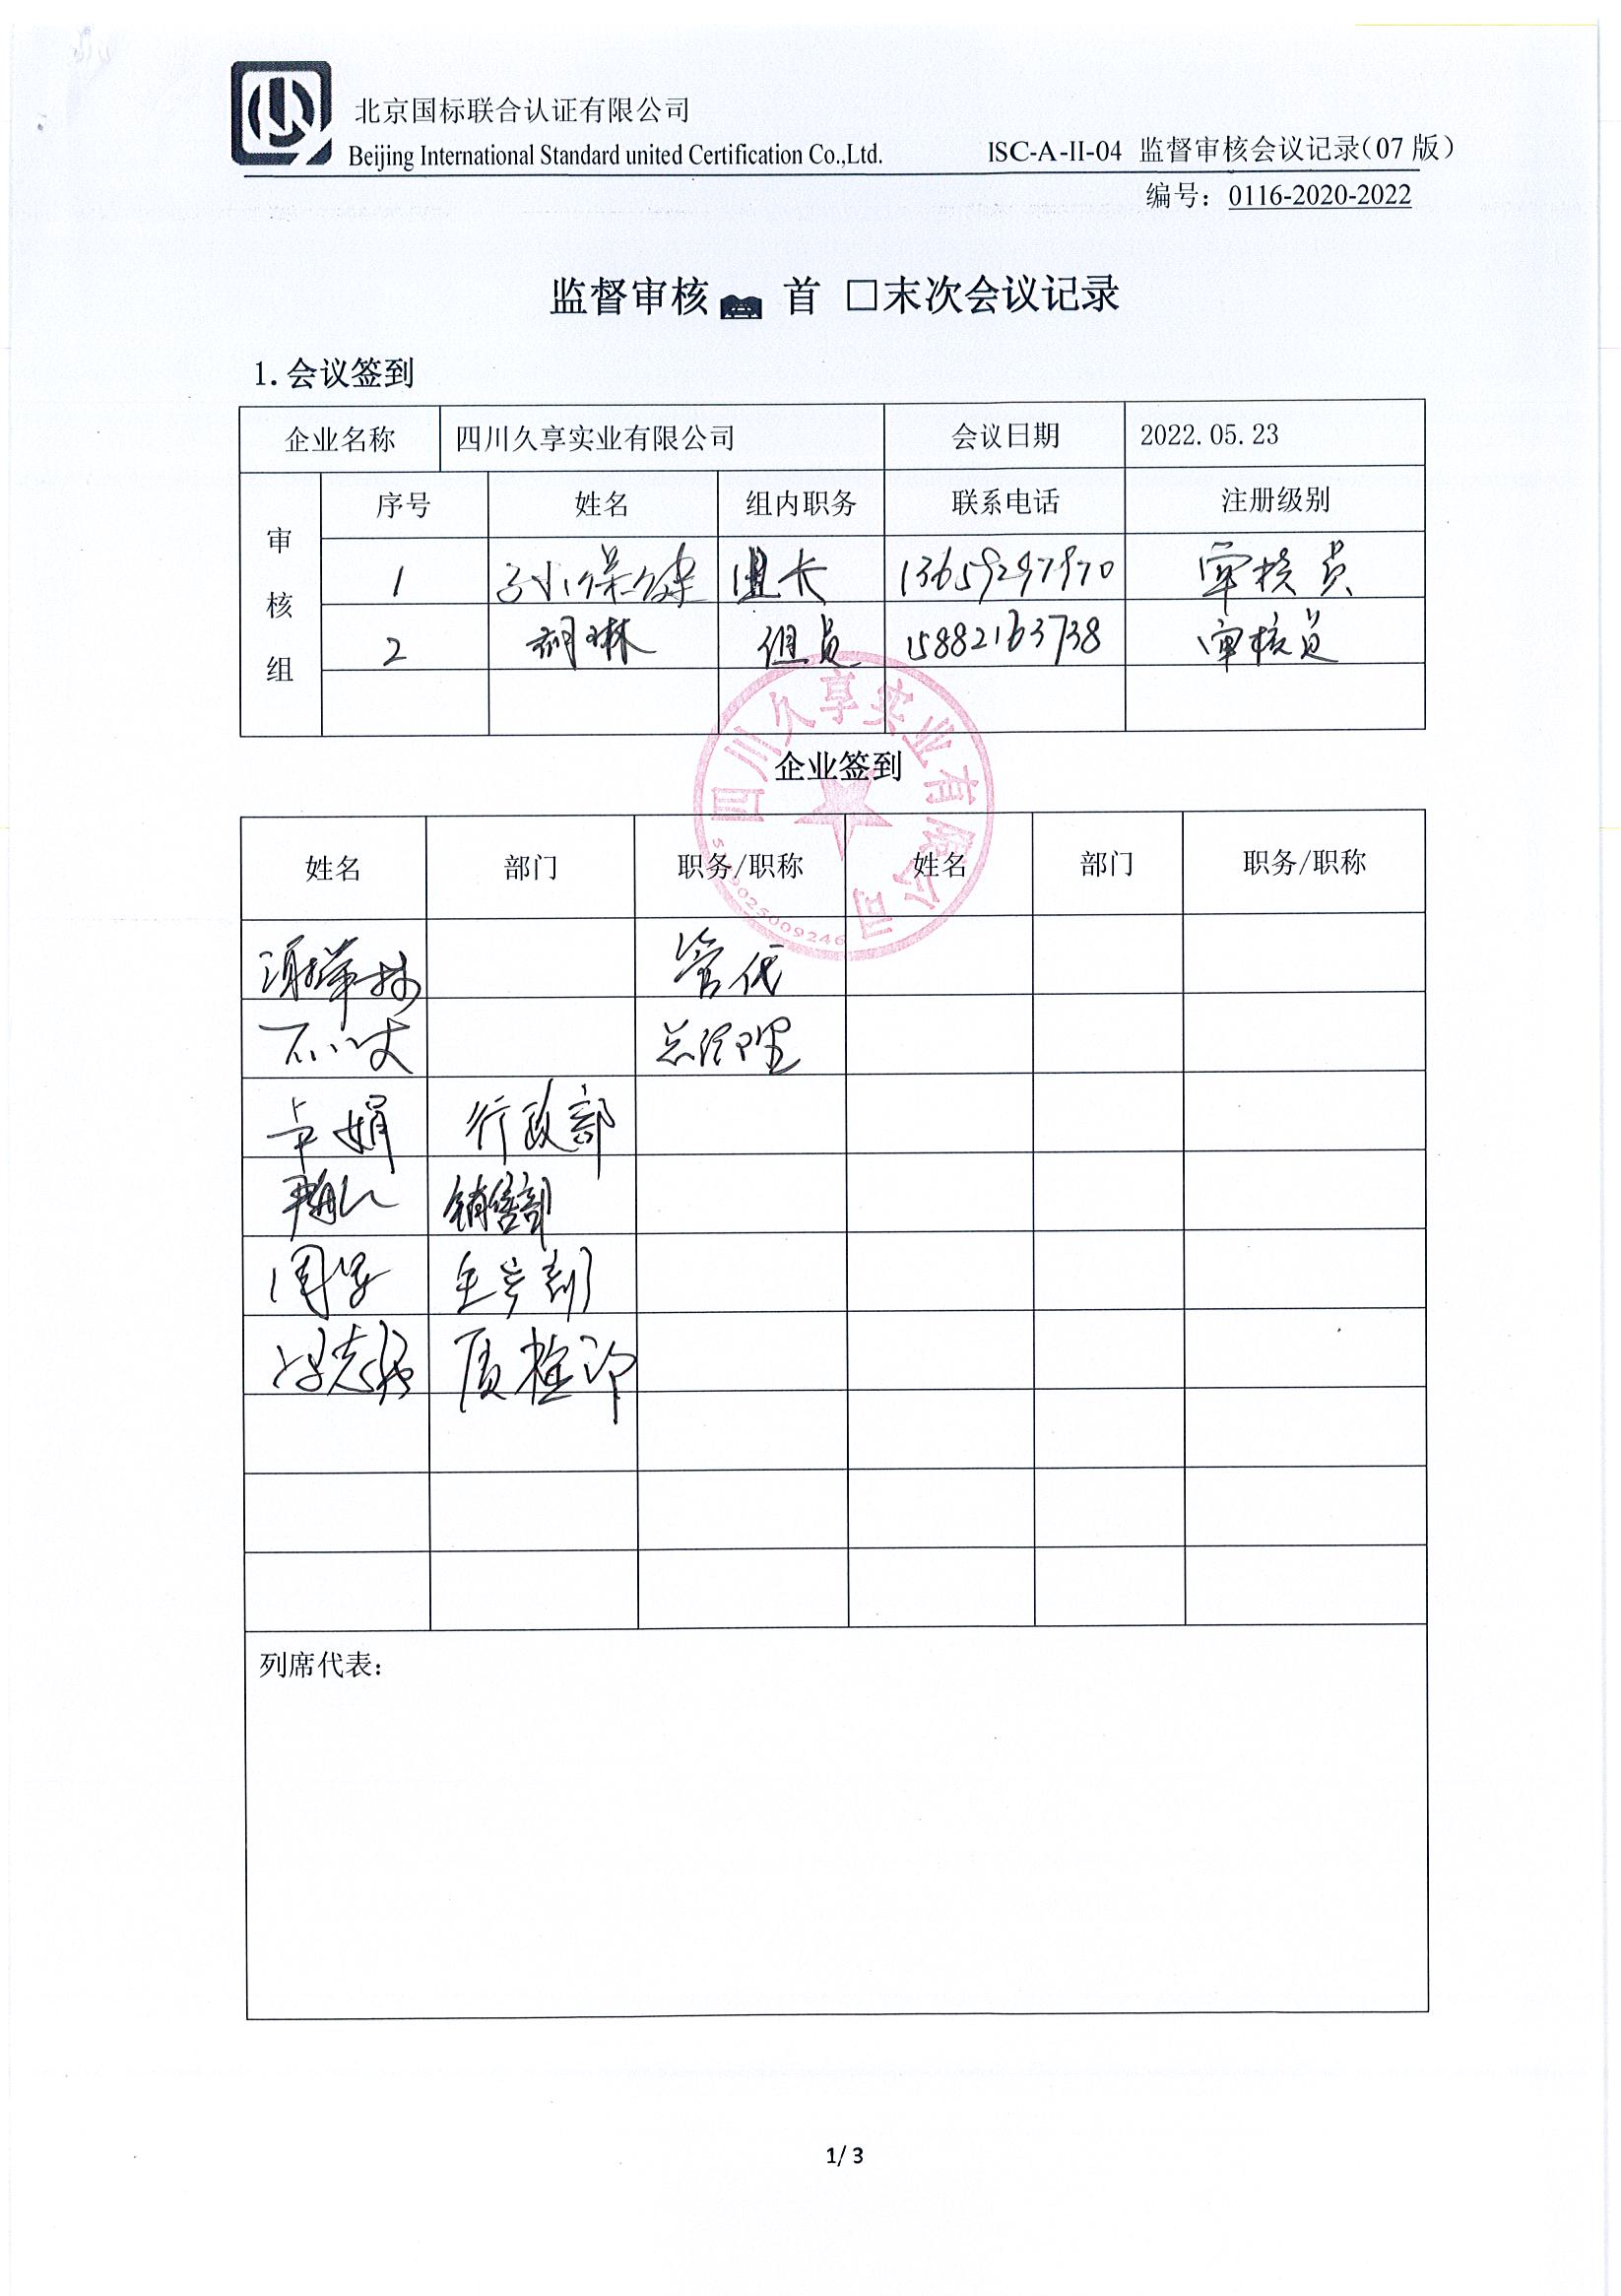 北京国标联合认证有限公司
Beijing International Standard united Certification Co.,Ltd. ISC-A-II-04 监督审核会议记录(07版)
编号：0116-2020-2022
监督审核 首 □末次会议记录
1.会议签到
企业名称 四川久享实业有限公司 会议日期 2022.05.23
审核组 序号 姓名 组内职务 联系电话 注册级别
1 孙保健 组长 13659297970 审核员
2 胡琳 组员 15882163738 审核员
四川久享实业有限公司
企业签到
姓名 部门 职务/职称 姓名 部门 职务/职称
管代
总经理
卓娟 行政部
销售部
周
质检部
列席代表：
1/ 3